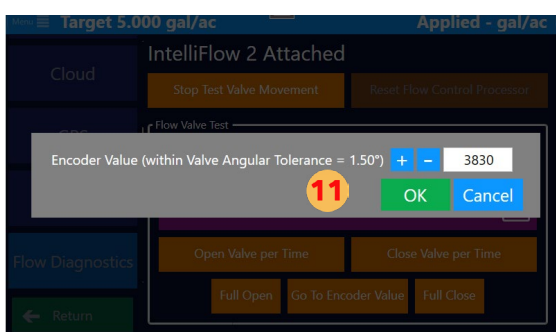 Menu Target 5.000 gal/ac Applied - gal/ac
IntelliFlow 2 Attached
Cloud
Stop Test Valve Movement Reset Flow Control Processor
Flow Valve Test
GPS
Encoder Value (within Valve Angular Tolerance = 1.50°) + - 3830
11 OK Cancel
Open Valve per Time Close Valve per Time
Flow Diagnostics
Full Open Go To Encoder Value Full Close
Return